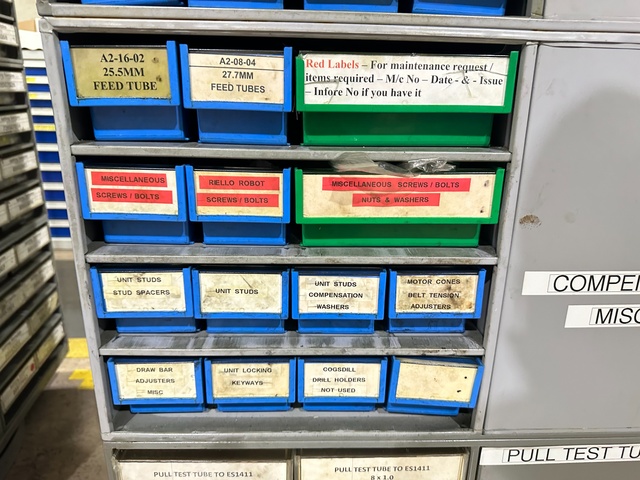 A2-16-02
25.5MM
FEED TUBE
A2-08-04
27.7MM
FEED TUBES
Red Labels – For maintenance request /
items required – M/c No – Date - & - Issue
– Infore No if you have it
MISCELLANEOUS
SCREWS / BOLTS
RIELLO ROBOT
SCREWS / BOLTS
MISCELLANEOUS SCREWS / BOLTS
NUTS & WASHERS
UNIT STUDS
STUD SPACERS
UNIT STUDS
UNIT STUDS
COMPENSATION
WASHERS
MOTOR CONES
BELT TENSION
ADJUSTERS
DRAW BAR
ADJUSTERS
MISC
UNIT LOCKING
KEYWAYS
COGSDILL
DRILL HOLDERS
NOT USED
COMPEN
MISC
PULL TEST TUBE TO ES1411
PULL TEST TUBE TO ES1411
8 x 1.0
PULL TEST TU